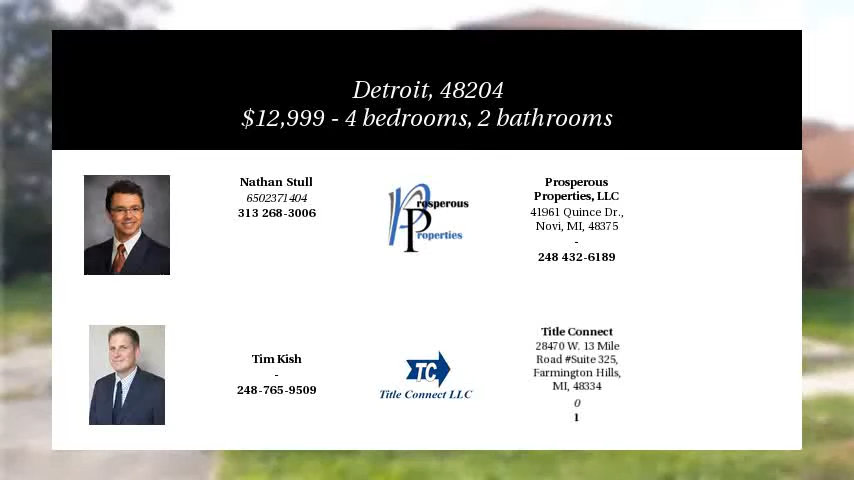 Detroit, 48204
$12,999 - 4 bedrooms, 2 bathrooms
Nathan Stull
6502371404
313 268-3006
Prosperous
Properties
Prosperous
Properties, LLC
41961 Quince Dr.,
Novi, MI, 48375
-
248 432-6189
Tim Kish
-
248-765-9509
TC
Title Connect LLC
Title Connect
28470 W. 13 Mile
Road #Suite 325,
Farmington Hills,
MI, 48334
0
1